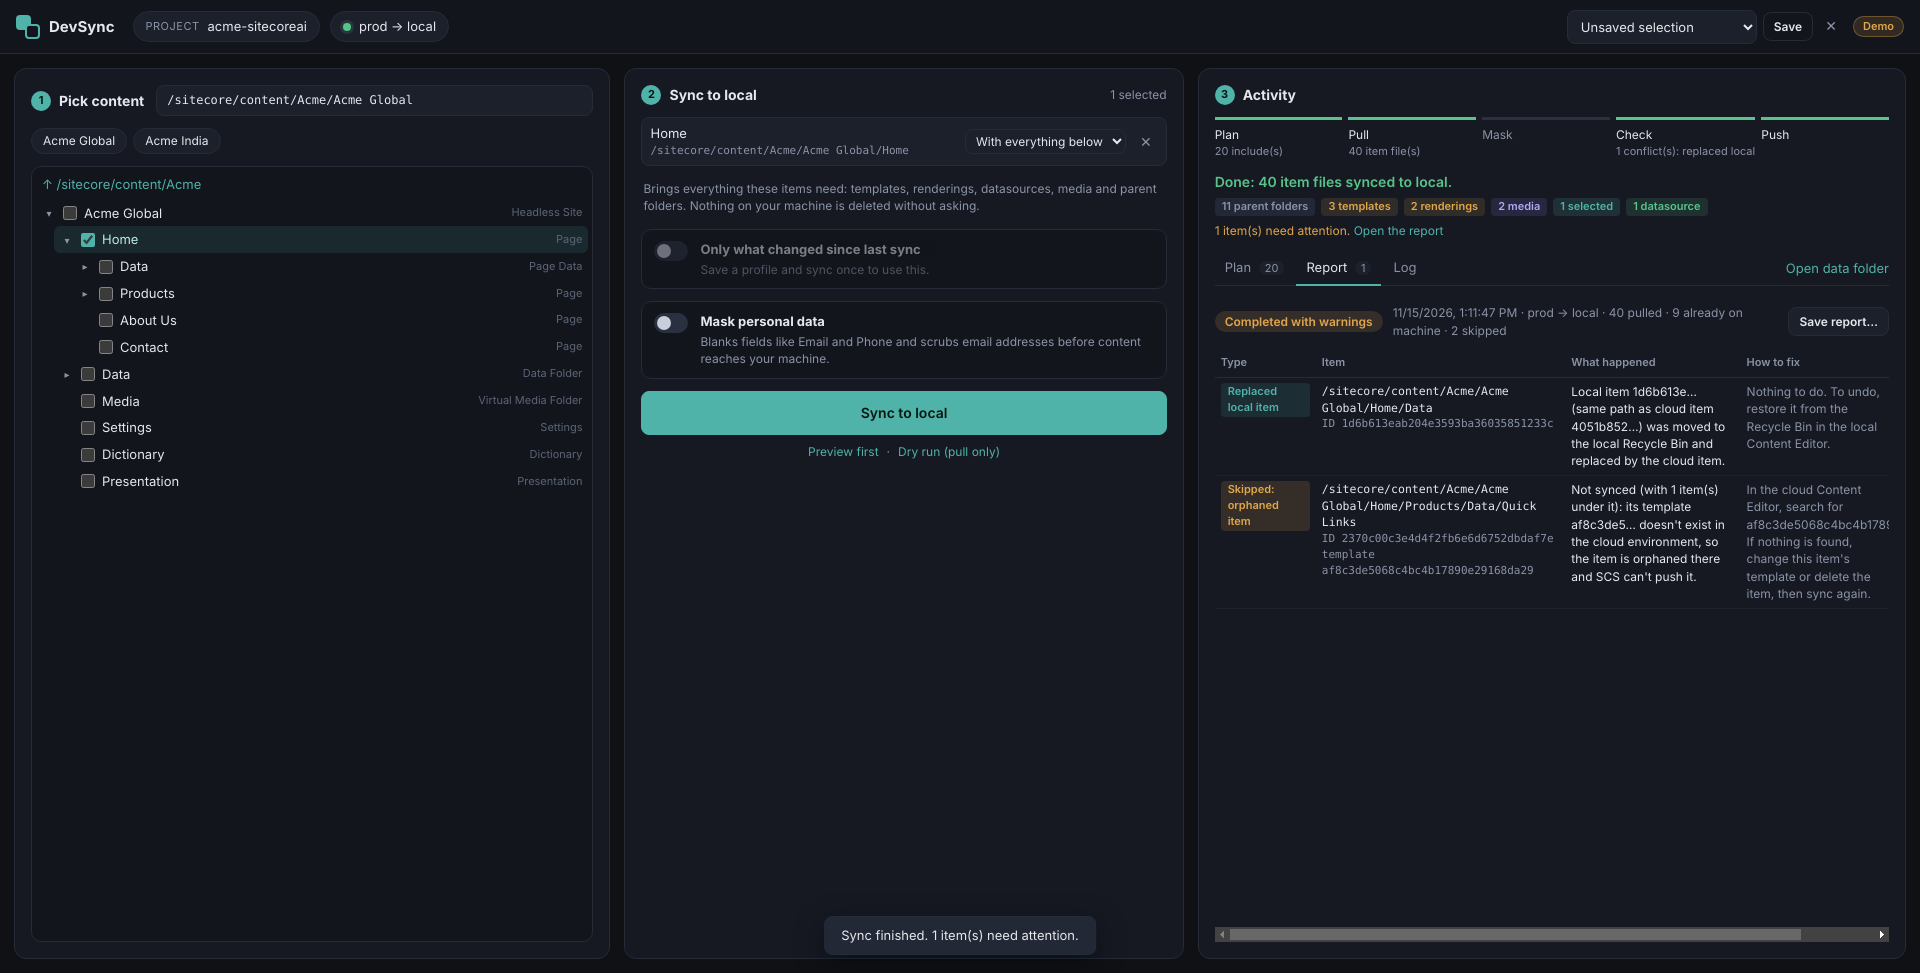 DevSync
PROJECT acme-sitecoreai
prod → local
Unsaved selection
Save
×
Demo
1 Pick content
/sitecore/content/Acme/Acme Global
Acme Global
Acme India
↑ /sitecore/content/Acme
Acme Global Headless Site
Home Page
Data Page Data
Products Page
About Us Page
Contact Page
Data Data Folder
Media Virtual Media Folder
Settings Settings
Dictionary Dictionary
Presentation Presentation
2 Sync to local
1 selected
Home
/sitecore/content/Acme/Acme Global/Home
With everything below
×
Brings everything these items need: templates, renderings, datasources, media and parent
folders. Nothing on your machine is deleted without asking.
Only what changed since last sync
Save a profile and sync once to use this.
Mask personal data
Blanks fields like Email and Phone and scrubs email addresses before content
reaches your machine.
Sync to local
Preview first · Dry run (pull only)
3 Activity
Plan
20 include(s)
Pull
40 item file(s)
Mask
Check
1 conflict(s): replaced local
Push
Done: 40 item files synced to local.
11 parent folders
3 templates
2 renderings
2 media
1 selected
1 datasource
1 item(s) need attention. Open the report
Plan 20
Report 1
Log
Open data folder
Completed with warnings
11/15/2026, 1:11:47 PM · prod → local · 40 pulled · 9 already on
machine · 2 skipped
Save report...
Type Item What happened How to fix
Replaced
local item
/sitecore/content/Acme/Acme
Global/Home/Data
ID 1d6b613eab204e3593ba36035851233c
Local item 1d6b613e...
(same path as cloud item
4051b852...) was moved to
the local Recycle Bin and
replaced by the cloud item.
Nothing to do. To undo,
restore it from the
Recycle Bin in the local
Content Editor.
Skipped:
orphaned
item
/sitecore/content/Acme/Acme
Global/Home/Products/Data/Quick
Links
ID 2370c00c3e4d4f2fb6e6d6752dbdaf7e
template
af8c3de5068c4bc4b17890e29168da29
Not synced (with 1 item(s)
under it): its template
af8c3de5... doesn't exist in
the cloud environment, so
the item is orphaned there
and SCS can't push it.
In the cloud Content
Editor, search for
af8c3de5068c4bc4b1789
If nothing is found,
change this item's
template or delete the
item, then sync again.
Sync finished. 1 item(s) need attention.